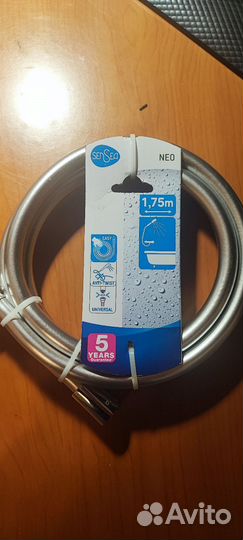 SENSEA
NEO
1,75m
EASY
ANTI-TWIST
UNIVERSAL
5
YEARS
Guarantee
Avito